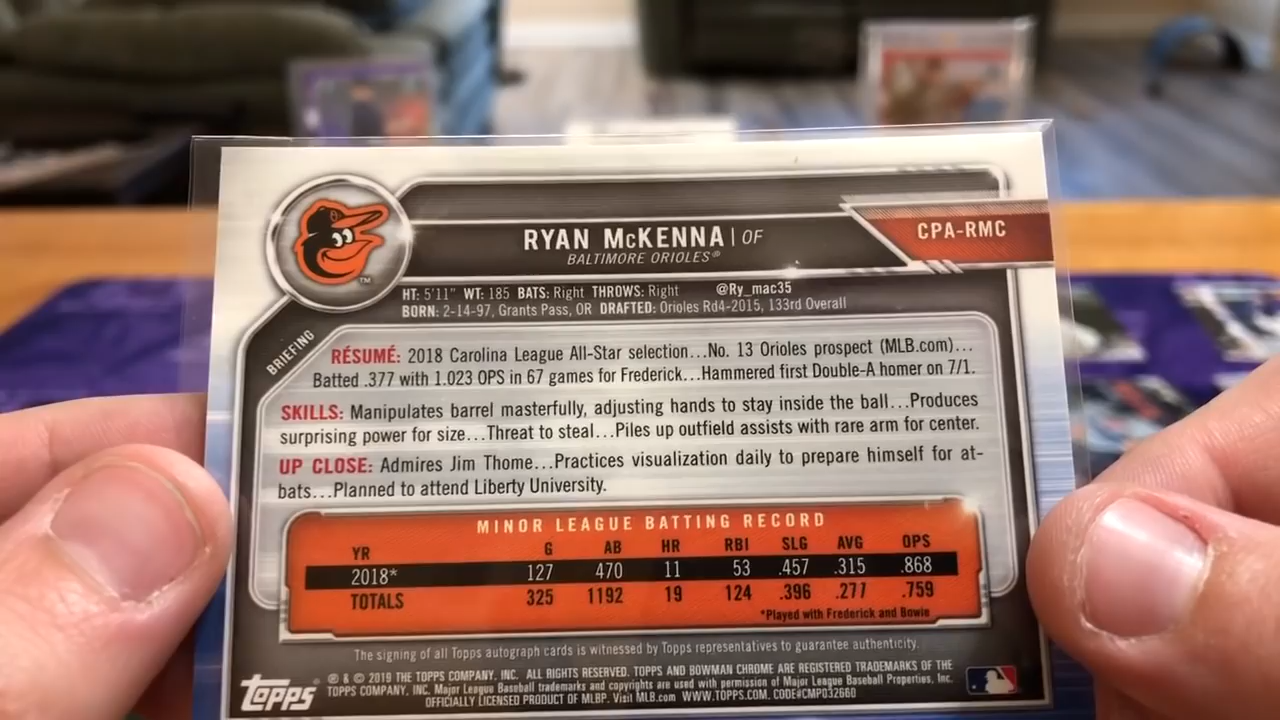 RYAN McKENNA | OF
BALTIMORE ORIOLES®
CPA-RMC
HT: 5'11" WT: 185 BATS: Right THROWS: Right @Ry_mac35
BORN: 2-14-97, Grants Pass, OR DRAFTED: Orioles Rd4-2015, 133rd Overall
BRIEFING
RÉSUMÉ: 2018 Carolina League All-Star selection...No. 13 Orioles prospect (MLB.com)...
Batted .377 with 1.023 OPS in 67 games for Frederick...Hammered first Double-A homer on 7/1.
SKILLS: Manipulates barrel masterfully, adjusting hands to stay inside the ball...Produces
surprising power for size...Threat to steal...Piles up outfield assists with rare arm for center.
UP CLOSE: Admires Jim Thome...Practices visualization daily to prepare himself for at-
bats...Planned to attend Liberty University.
MINOR LEAGUE BATTING RECORD
YR G AB HR RBI SLG AVG OPS
2018* 127 470 11 53 .457 .315 .868
TOTALS 325 1192 19 124 .396 .277 .759
*Played with Frederick and Bowie
The signing of all Topps autograph cards is witnessed by Topps representatives to guarantee authenticity.
TOPPS®
® & © 2019 THE TOPPS COMPANY, INC. ALL RIGHTS RESERVED. TOPPS AND BOWMAN CHROME ARE REGISTERED TRADEMARKS OF THE
TOPPS COMPANY, INC. Major League Baseball trademarks and copyrights are used with permission of Major League Baseball Properties, Inc.
OFFICIALLY LICENSED PRODUCT OF MLBP. Visit MLB.com WWW.TOPPS.COM. CODE#CMP032660